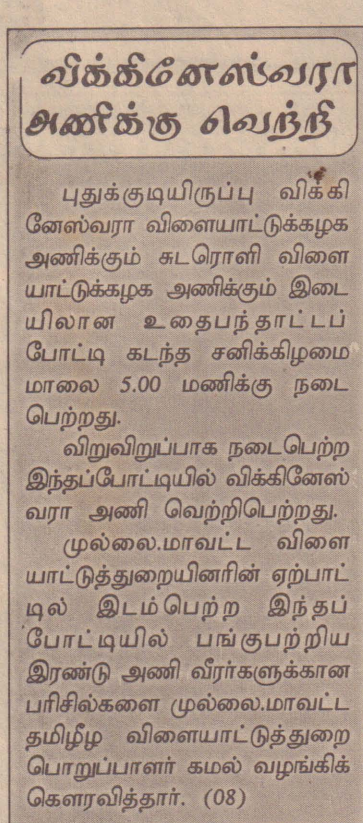 விக்கினேஸ்வரா
அணிக்கு வெற்றி
புதுக்குடியிருப்பு விக்கி
னேஸ்வரா விளையாட்டுக்கழக
அணிக்கும் சுடரொளி விளை
யாட்டுக்கழக அணிக்கும் இடை
யிலான உதைபந்தாட்டப்
போட்டி கடந்த சனிக்கிழமை
மாலை 5.00 மணிக்கு நடை
பெற்றது.
விறுவிறுப்பாக நடைபெற்ற
இந்தப்போட்டியில் விக்கினேஸ்
வரா அணி வெற்றிபெற்றது.
முல்லை.மாவட்ட விளை
யாட்டுத்துறையினரின் ஏற்பாட்
டில் இடம்பெற்ற இந்தப்
போட்டியில் பங்குபற்றிய
இரண்டு அணி வீரர்களுக்கான
பரிசில்களை முல்லை.மாவட்ட
தமிழீழ விளையாட்டுத்துறை
பொறுப்பாளர் கமல் வழங்கிக்
கௌரவித்தார். (08)